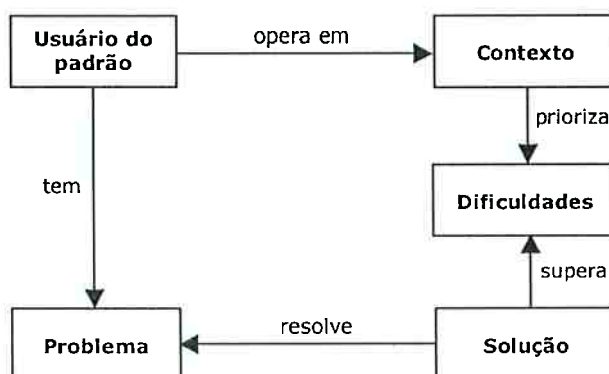 Usuário do
padrão
opera em
Contexto
prioriza
tem
Dificuldades
supera
Problema
resolve
Solução